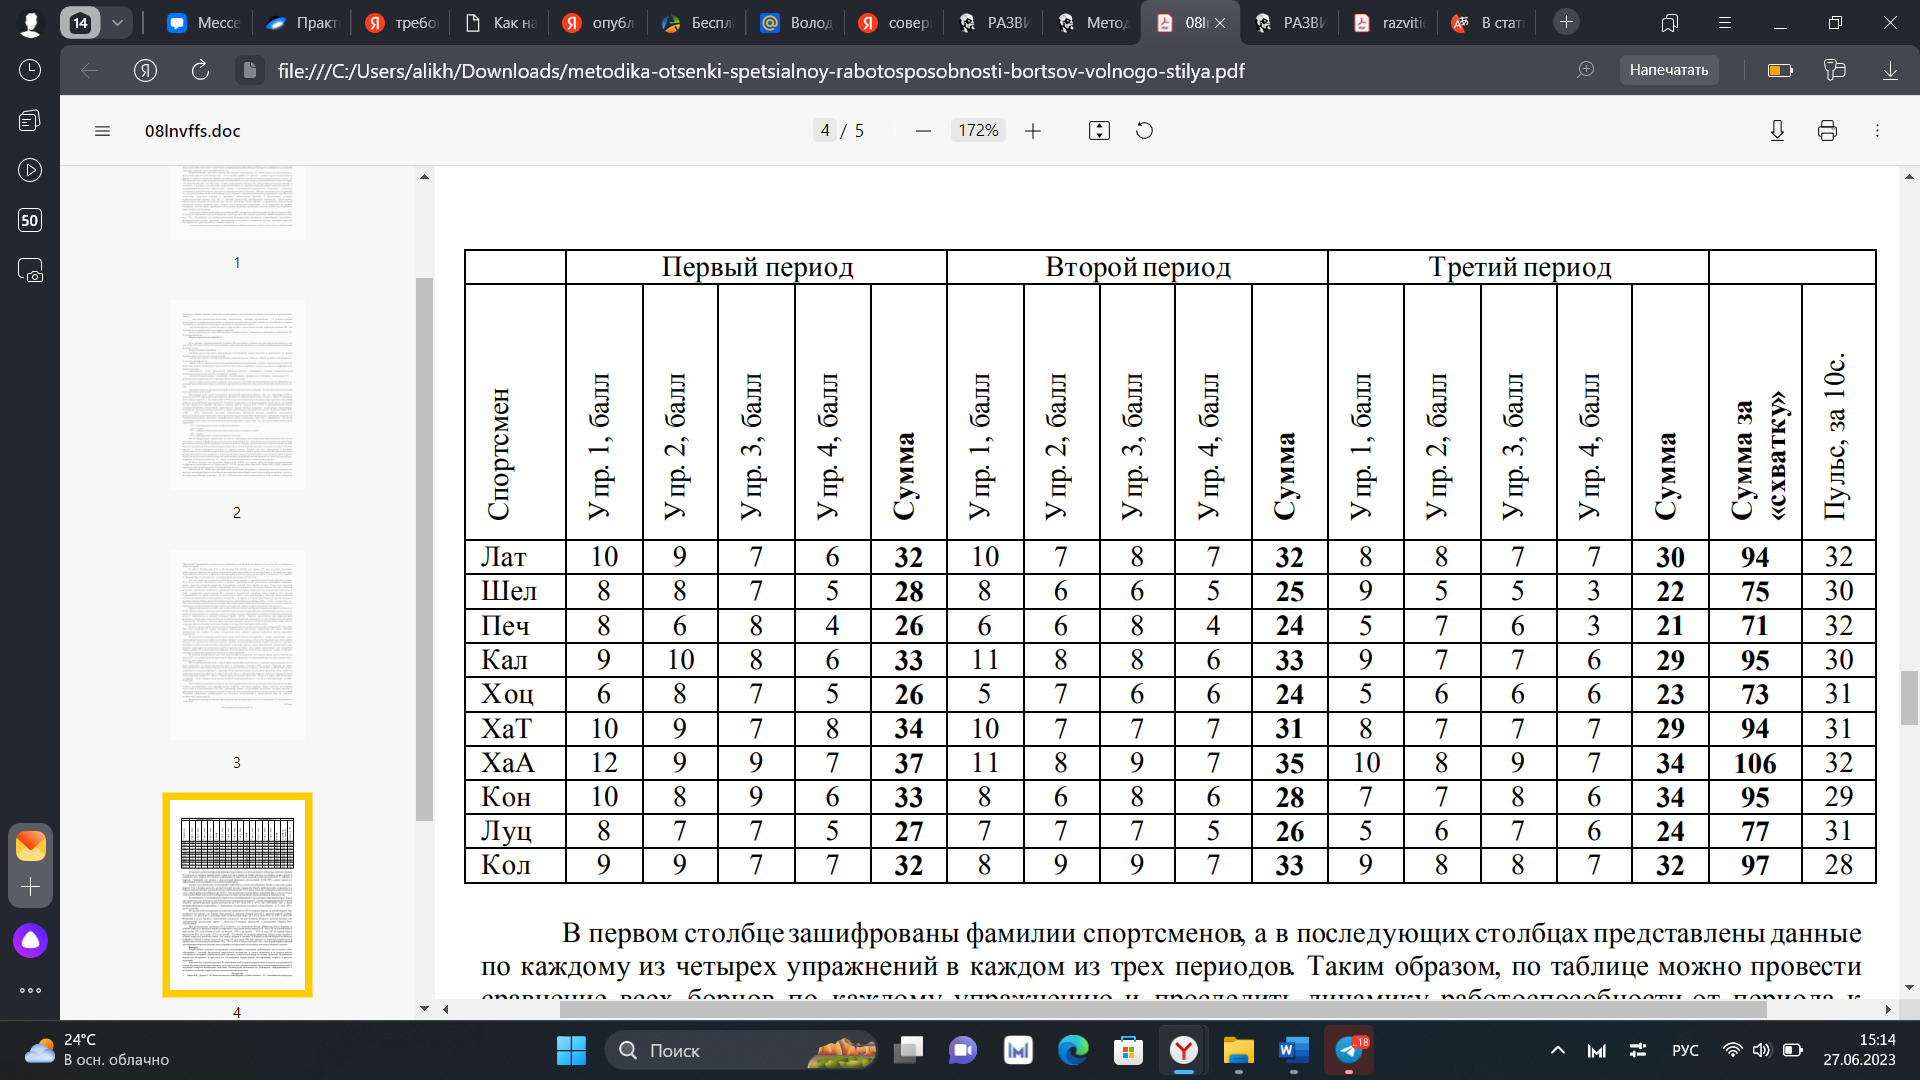 14
Мессе
Практ
требо
Как на
опубл
Беспл
Волод
совер
РАЗВИ
Метод
08l
РАЗВИ
razviti
В стат
file:///C:/Users/alikh/Downloads/metodika-otsenki-spetsialnoy-rabotosposobnosti-bortsov-volnogo-stilya.pdf
Напечатать
08lnvffs.doc
4 / 5
172%
50
1
2
3
4
Первый период Второй период Третий период
Спортсмен Упр. 1, балл Упр. 2, балл Упр. 3, балл Упр. 4, балл Сумма Упр. 1, балл Упр. 2, балл Упр. 3, балл Упр. 4, балл Сумма Упр. 1, балл Упр. 2, балл Упр. 3, балл Упр. 4, балл Сумма Сумма за «схватку» Пульс, за 10с.
Лат 10 9 7 6 32 10 7 8 7 32 8 8 7 7 30 94 32
Шел 8 8 7 5 28 8 6 6 5 25 9 5 5 3 22 75 30
Печ 8 6 8 4 26 6 6 8 4 24 5 7 6 3 21 71 32
Кал 9 10 8 6 33 11 8 8 6 33 9 7 7 6 29 95 30
Хоц 6 8 7 5 26 5 7 6 6 24 5 6 6 6 23 73 31
ХаТ 10 9 7 8 34 10 7 7 7 31 8 7 7 7 29 94 31
ХаА 12 9 9 7 37 11 8 9 7 35 10 8 9 7 34 106 32
Кон 10 8 9 6 33 8 6 8 6 28 7 7 8 6 34 95 29
Луц 8 7 7 5 27 7 7 7 5 26 5 6 7 6 24 77 31
Кол 9 9 7 7 32 8 9 9 7 33 9 8 8 7 32 97 28
В первом столбце зашифрованы фамилии спортсменов, а в последующих столбцах представлены данные
по каждому из четырех упражнений в каждом из трех периодов. Таким образом, по таблице можно провести
сравнение всех борцов по каждому упражнению и проследить динамику работоспособности от периода к
24°C
В осн. облачно
Поиск
..18
РУС
15:14
27.06.2023